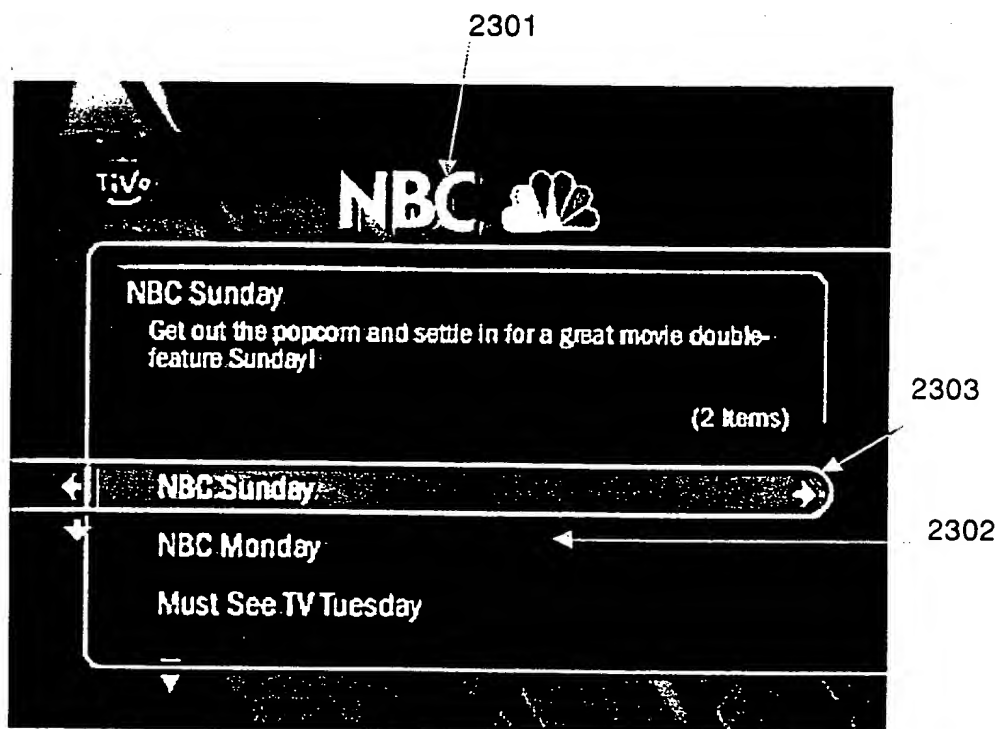 2301
TiVo
NBC
NBC Sunday
Get out the popcorn and settle in for a great movie double-
feature Sunday!
(2 Items)
2303
NBC Sunday
2302
NBC Monday
Must See TV Tuesday